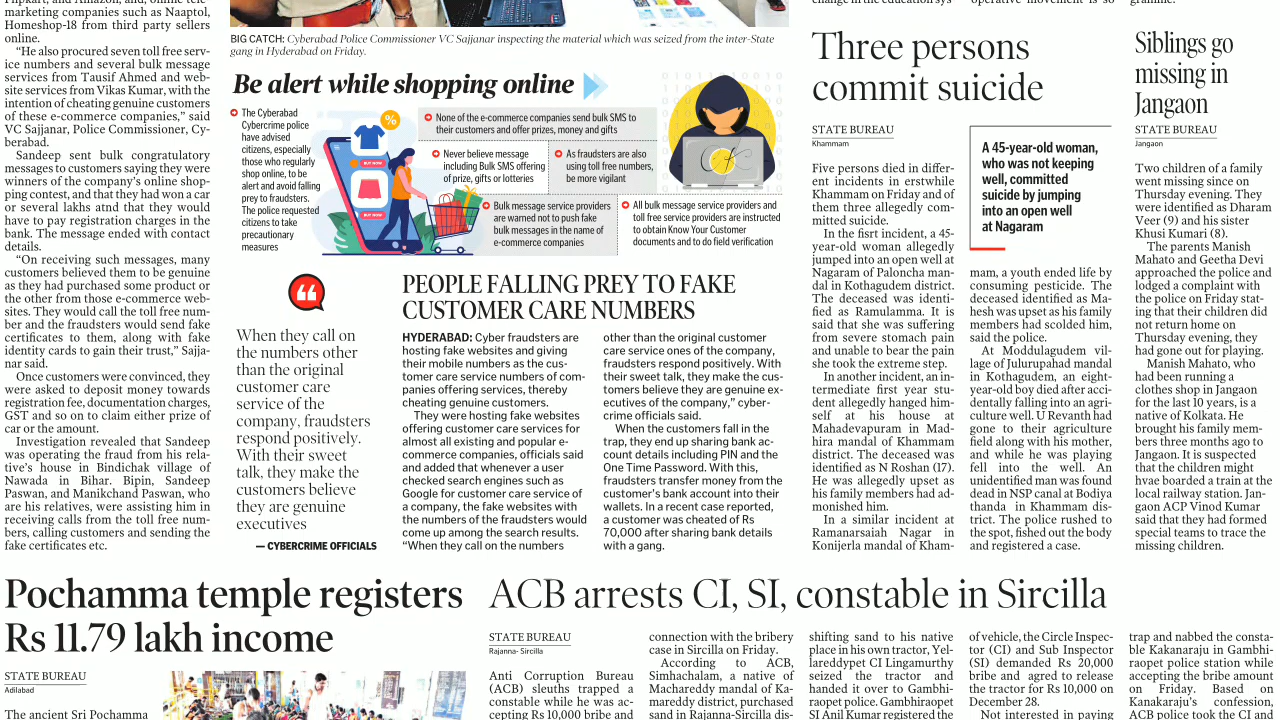 Flipkart, and Amazon, and, online tele-
marketing companies such as Naaptol,
Homeshop-18 from third party sellers
online.
“He also procured seven toll free serv-
ice numbers and several bulk message
services from Tausif Ahmed and web-
site services from Vikas Kumar, with the
intention of cheating genuine customers
of these e-commerce companies,” said
VC Sajjanar, Police Commissioner, Cy-
berabad.
Sandeep sent bulk congratulatory
messages to customers saying they were
winners of the company’s online shop-
ping contest, and that they had won a car
or several lakhs and that they would
have to pay registration charges in the
bank. The message ended with contact
details.
“On receiving such messages, many
customers believed them to be genuine
as they had purchased some product or
the other from those e-commerce web-
sites. They would call the toll free num-
ber and the fraudsters would send fake
certificates to them, along with fake
identity cards to gain their trust,” Sajja-
nar said.
Once customers were convinced, they
were asked to deposit money towards
registration fee, documentation charges,
GST and so on to claim either prize of
car or the amount.
Investigation revealed that Sandeep
was operating the fraud from his rela-
tive’s house in Bindichak village of
Nawada in Bihar. Bipin, Sandeep
Paswan, and Manikchand Paswan, who
are his relatives, were assisting him in
receiving calls from the toll free num-
bers, calling customers and sending the
fake certificates etc.
BIG CATCH: Cyberabad Police Commissioner VC Sajjanar inspecting the material which was seized from the inter-State
gang in Hyderabad on Friday.
Be alert while shopping online
The Cyberabad
Cybercrime police
have advised
citizens, especially
those who regularly
shop online, to be
alert and avoid falling
prey to fraudsters.
The police requested
citizens to take
precautionary
measures
%
BUY NOW
BUY NOW
None of the e-commerce companies send bulk SMS to
their customers and offer prizes, money and gifts
Never believe message
including Bulk SMS offering
of prize, gifts or lotteries
As fraudsters are also
using toll free numbers,
be more vigilant
Bulk message service providers
are warned not to push fake
bulk messages in the name of
e-commerce companies
All bulk message service providers and
toll free service providers are instructed
to obtain Know Your Customer
documents and to do field verification
When they call on
the numbers other
than the original
customer care
service of the
company, fraudsters
respond positively.
With their sweet
talk, they make the
customers believe
they are genuine
executives
— CYBERCRIME OFFICIALS
PEOPLE FALLING PREY TO FAKE
CUSTOMER CARE NUMBERS
HYDERABAD: Cyber fraudsters are
hosting fake websites and giving
their mobile numbers as the cus-
tomer care service numbers of com-
panies offering services, thereby
cheating genuine customers.
They were hosting fake websites
offering customer care services for
almost all existing and popular e-
commerce companies, officials said
and added that whenever a user
checked search engines such as
Google for customer care service of
a company, the fake websites with
the numbers of the fraudsters would
come up among the search results.
“When they call on the numbers
other than the original customer
care service ones of the company,
fraudsters respond positively. With
their sweet talk, they make the cus-
tomers believe they are genuine ex-
ecutives of the company,” cyber-
crime officials said.
When the customers fall in the
trap, they end up sharing bank ac-
count details including PIN and the
One Time Password. With this,
fraudsters transfer money from the
customer’s bank account into their
wallets. In a recent case reported,
a customer was cheated of Rs
70,000 after sharing bank details
with a gang.
change in the education sys-
operative movement is so
gramme.
Three persons
commit suicide
STATE BUREAU
Khammam
Five persons died in differ-
ent incidents in erstwhile
Khammam on Friday and of
them three allegedly com-
mitted suicide.
In the fisrt incident, a 45-
year-old woman allegedly
jumped into an open well at
Nagaram of Paloncha man-
dal in Kothagudem district.
The deceased was identi-
fied as Ramulamma. It is
said that she was suffering
from severe stomach pain
and unable to bear the pain
she took the extreme step.
In another incident, an in-
termediate first year stu-
dent allegedly hanged him-
self at his house at
Mahadevapuram in Mad-
hira mandal of Khammam
district. The deceased was
identified as N Roshan (17).
He was allegedly upset as
his family members had ad-
monished him.
In a similar incident at
Ramanarsaiah Nagar in
Konijerla mandal of Kham-
A 45-year-old woman,
who was not keeping
well, committed
suicide by jumping
into an open well
at Nagaram
mam, a youth ended life by
consuming pesticide. The
deceased identified as Ma-
hesh was upset as his family
members had scolded him,
said the police.
At Moddulagudem vil-
lage of Julurupahad mandal
in Kothagudem, an eight-
year-old boy died after acci-
dentally falling into an agri-
culture well. U Revanth had
gone to their agriculture
field along with his mother,
and while he was playing
fell into the well. An
unidentified man was found
dead in NSP canal at Bodiya
thanda in Khammam dis-
trict. The police rushed to
the spot, fished out the body
and registered a case.
Siblings go
missing in
Jangaon
STATE BUREAU
Jangaon
Two children of a family
went missing since on
Thursday evening. They
were identified as Dharam
Veer (9) and his sister
Khusi Kumari (8).
The parents Manish
Mahato and Geetha Devi
approached the police and
lodged a complaint with
the police on Friday stat-
ing that their children did
not return home on
Thursday evening, they
had gone out for playing.
Manish Mahato, who
had been running a
clothes shop in Jangaon
for the last 10 years, is a
native of Kolkata. He
brought his family mem-
bers three months ago to
Jangaon. It is suspected
that the children might
hvae boarded a train at the
local railway station. Jan-
gaon ACP Vinod Kumar
said that they had formed
special teams to trace the
missing children.
Pochamma temple registers
Rs 11.79 lakh income
STATE BUREAU
Adilabad
The ancient Sri Pochamma
ACB arrests CI, SI, constable in Sircilla
STATE BUREAU
Rajanna- Sircilla
Anti Corruption Bureau
(ACB) sleuths trapped a
constable while he was ac-
cepting Rs 10,000 bribe and
connection with the bribery
case in Sircilla on Friday.
According to ACB,
Simhachalam, a native of
Machareddy mandal of Ka-
mareddy district, purchased
sand in Rajanna-Sircilla dis-
shifting sand to his native
place in his own tractor, Yel-
lareddypet CI Lingamurthy
seized the tractor and
handed it over to Gambhi-
raopet police. Gambhiraopet
SI Anil Kumar registered the
of vehicle, the Circle Inspec-
tor (CI) and Sub Inspector
(SI) demanded Rs 20,000
bribe and agreed to release
the tractor for Rs 10,000 on
December 28.
Not interested in paying
trap and nabbed the consta-
ble Kakanaraju in Gambhi-
raopet police station while
accepting the bribe amount
on Friday. Based on
Kanakaraju’s confession,
ACB police took the CI and